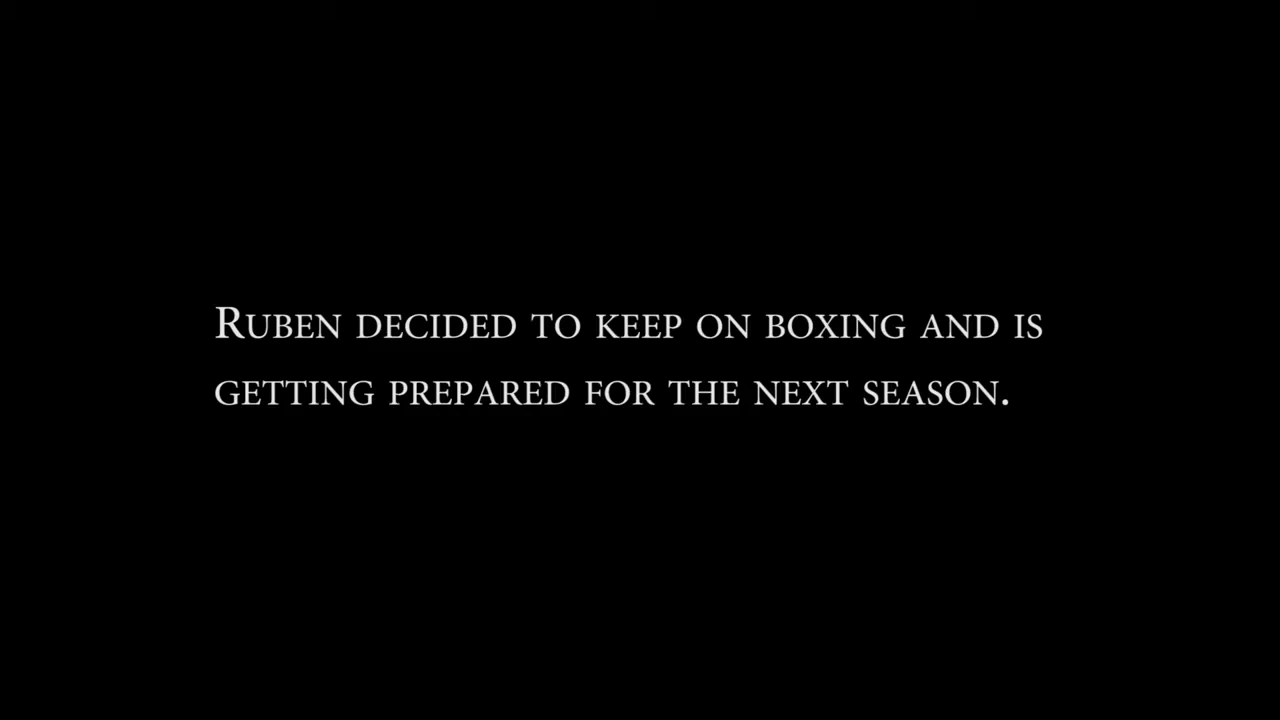 Ruben decided to keep on boxing and is
getting prepared for the next season.